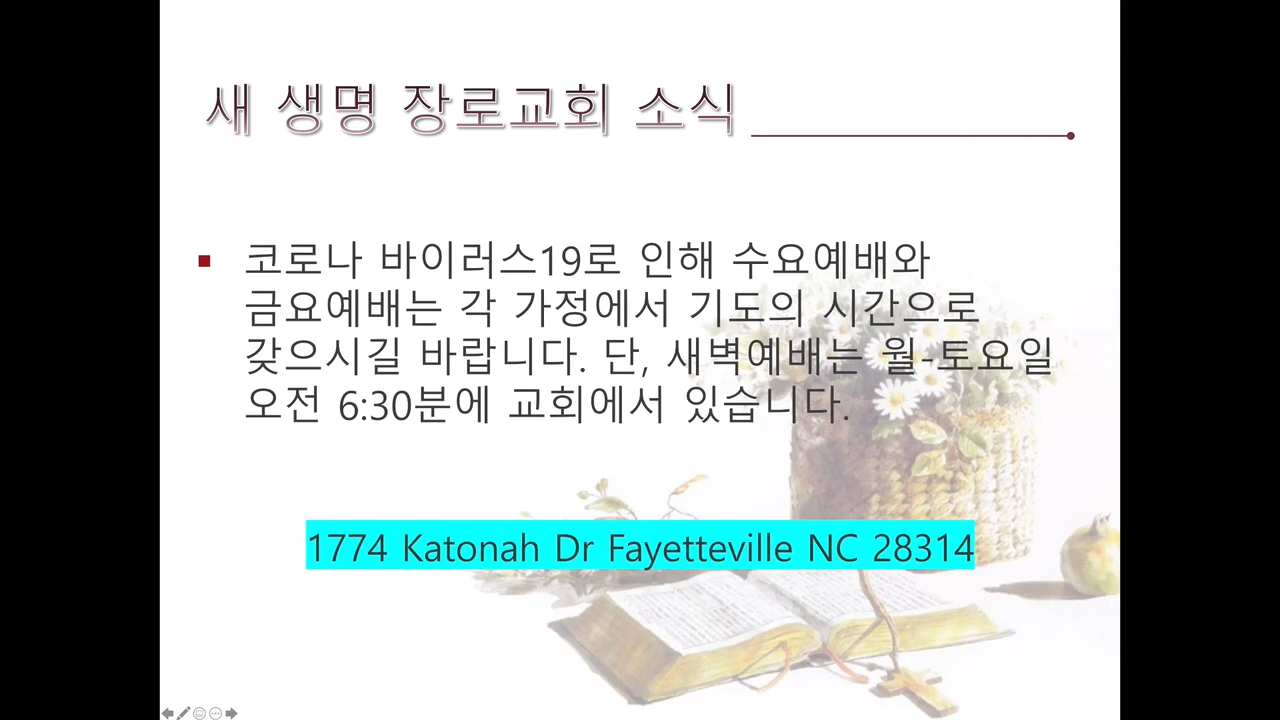 새 생명 장로교회 소식
코로나 바이러스19로 인해 수요예배와
금요예배는 각 가정에서 기도의 시간으로
갖으시길 바랍니다. 단, 새벽예배는 월-토요일
오전 6:30분에 교회에서 있습니다.
1774 Katonah Dr Fayetteville NC 28314